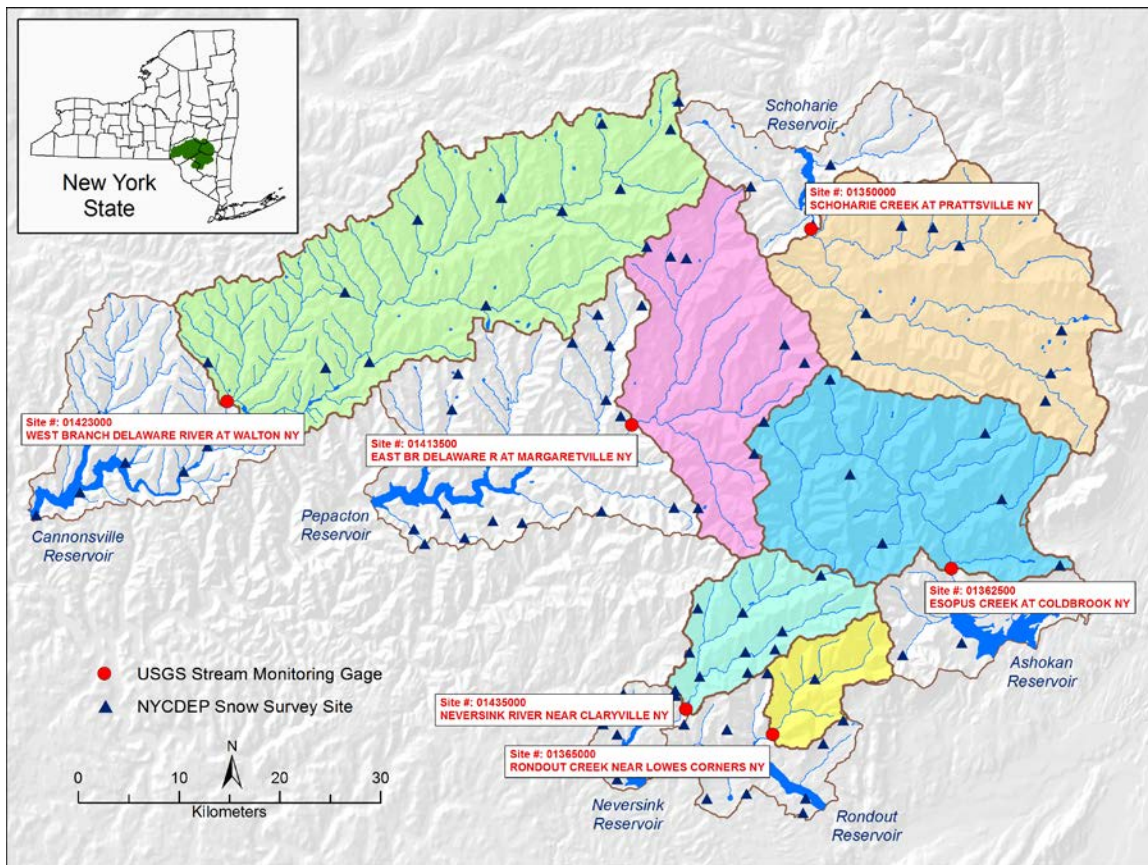 New York
State
Schoharie
Reservoir
Site #: 01350000
SCHOHARIE CREEK AT PRATTSVILLE NY
Site #: 01423000
WEST BRANCH DELAWARE RIVER AT WALTON NY
Site #: 01413500
EAST BR DELAWARE R AT MARGARETVILLE NY
Cannonsville
Reservoir
Pepacton
Reservoir
Site #: 01362500
ESOPUS CREEK AT COLDBROOK NY
Ashokan
Reservoir
USGS Stream Monitoring Gage
NYCDEP Snow Survey Site
Site #: 01435000
NEVERSINK RIVER NEAR CLARYVILLE NY
Site #: 01365000
RONDOUT CREEK NEAR LOWES CORNERS NY
N
0 10 20 30
Kilometers
Neversink
Reservoir
Rondout
Reservoir